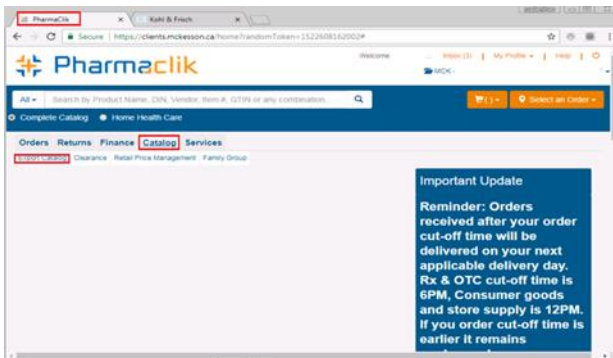 PharmaClik
Kohl & Frisch
Secure | https://clients.mckesson.ca/home?randomToken=1522608162002#
Pharmaclik
Welcome
Inbox (3) | My Profile | Help |
MCK-
All
Search by Product Name, DIN, Vendor, Item #, GTIN or any combination
( )
Select an Order
Complete Catalog
Home Health Care
Orders Returns Finance Catalog Services
Export Catalog Clearance Retail Price Management Family Group
Important Update
Reminder: Orders
received after your order
cut-off time will be
delivered on your next
applicable delivery day.
Rx & OTC cut-off time is
6PM, Consumer goods
and store supply is 12PM.
If you order cut-off time is
earlier it remains